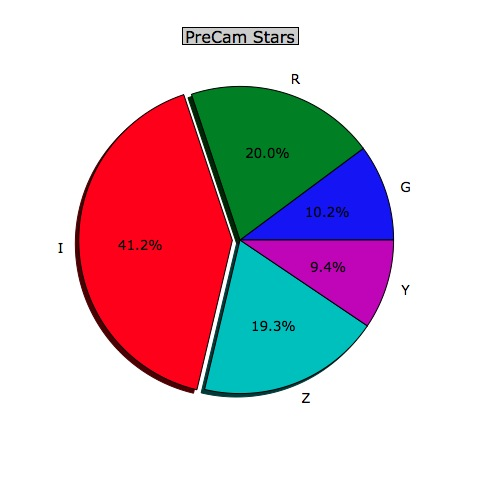 PreCam Stars
R
20.0%
G
10.2%
I
41.2%
9.4%
Y
19.3%
Z